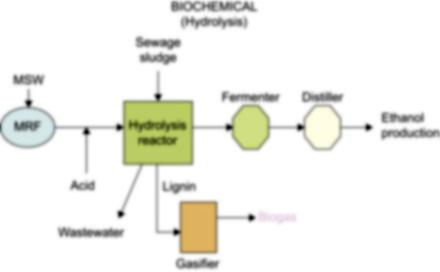 BIOCHEMICAL
(Hydrolysis)
Sewage
sludge
MSW
Fermenter
Distiller
MRF
Hydrolysis
reactor
Ethanol
production
Acid
Lignin
Wastewater
Biogas
Gasifier